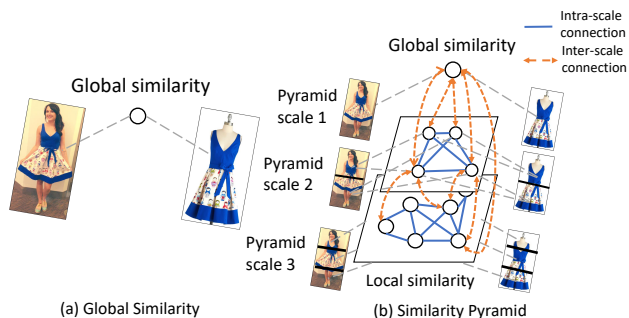 Intra-scale
connection
Inter-scale
connection
Global similarity
Global similarity
Pyramid
scale 1
Pyramid
scale 2
Pyramid
scale 3
Local similarity
(a) Global Similarity
(b) Similarity Pyramid